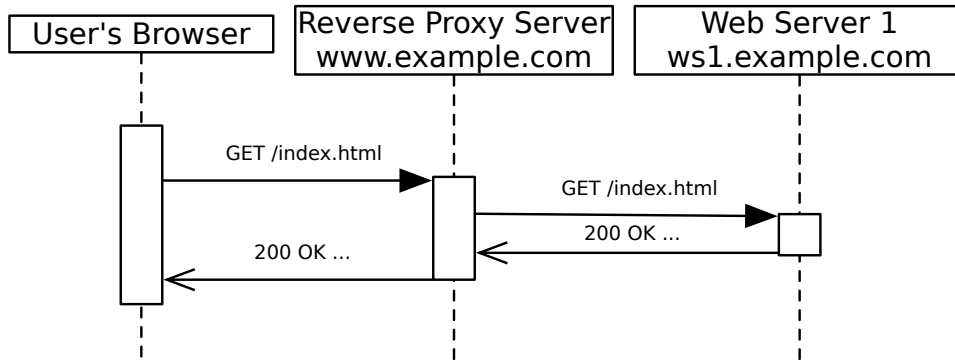 User's Browser
Reverse Proxy Server
www.example.com
Web Server 1
ws1.example.com
GET /index.html
GET /index.html
200 OK ...
200 OK ...